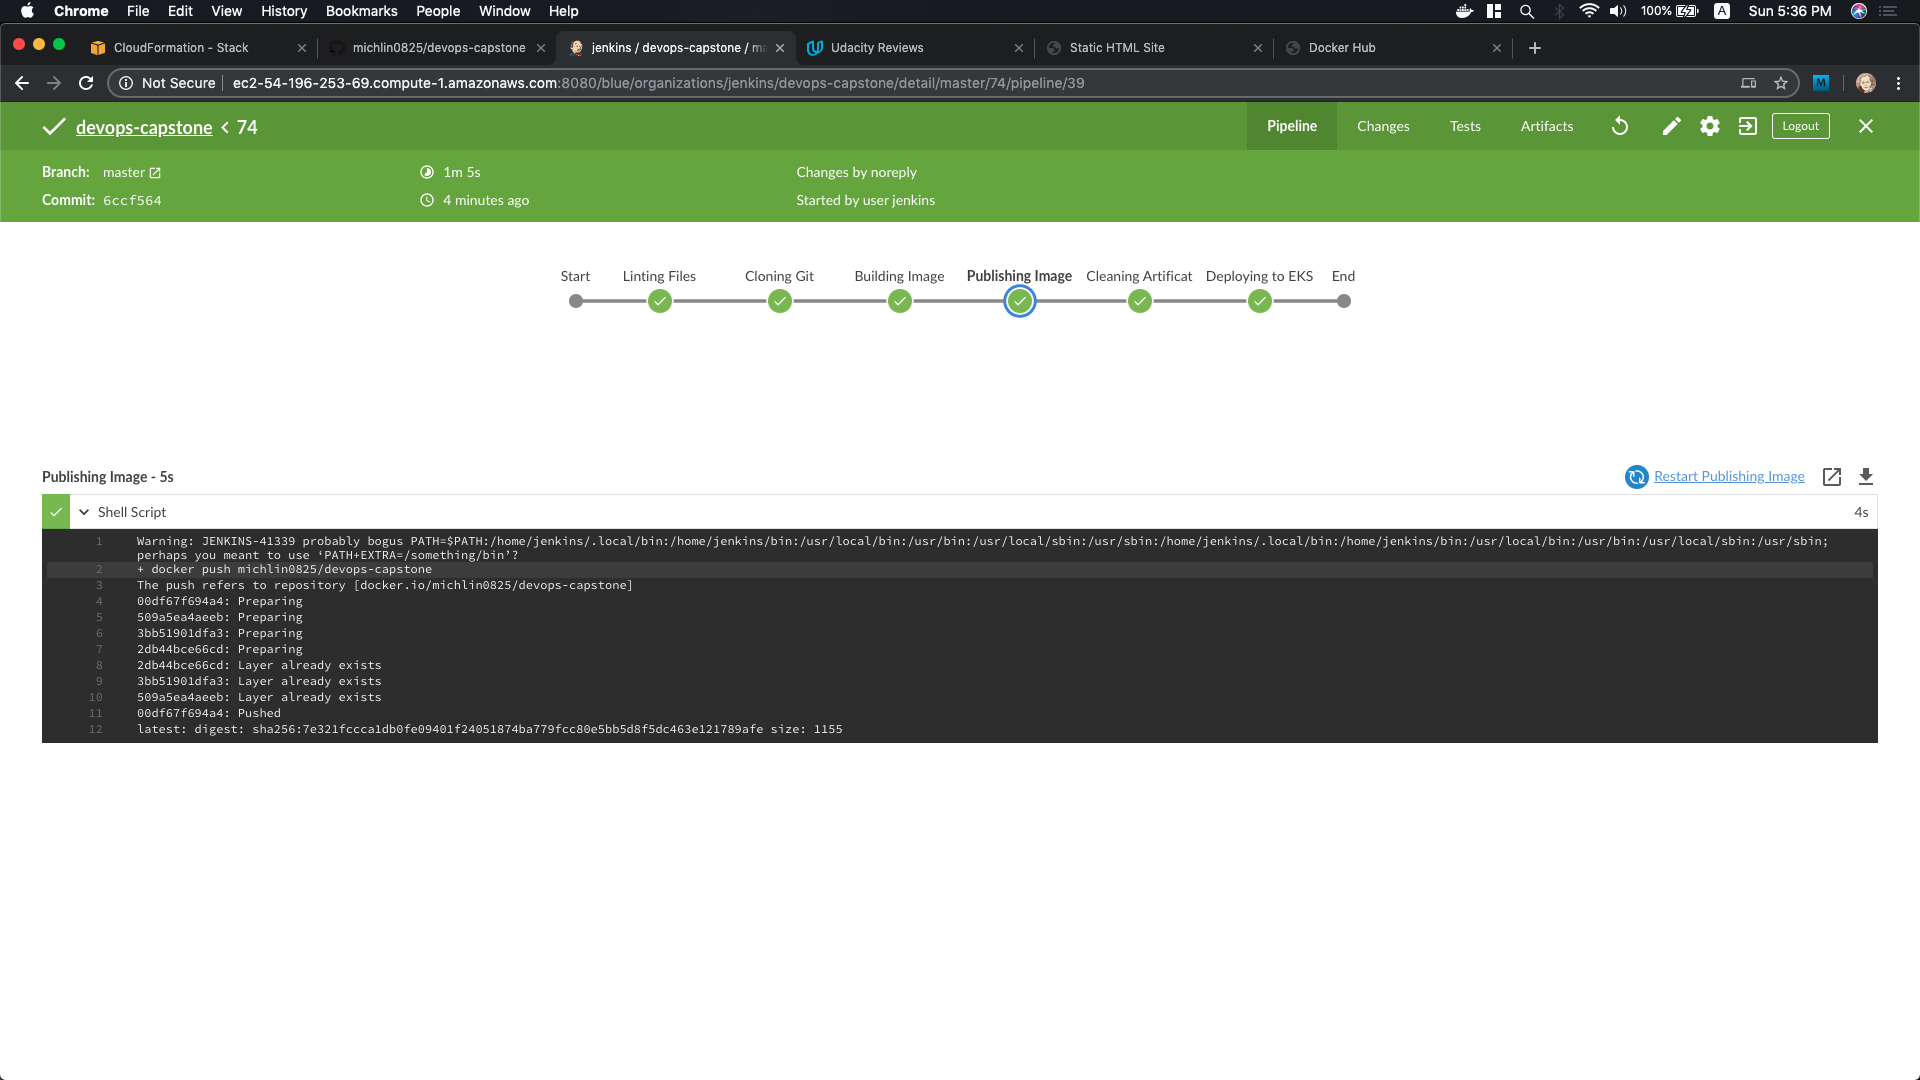 Chrome File Edit View History Bookmarks People Window Help 100% A Sun 5:36 PM
CloudFormation - Stack michlin0825/devops-capstone jenkins / devops-capstone / ma Udacity Reviews Static HTML Site Docker Hub
Not Secure ec2-54-196-253-69.compute-1.amazonaws.com:8080/blue/organizations/jenkins/devops-capstone/detail/master/74/pipeline/39 M
devops-capstone < 74 Pipeline Changes Tests Artifacts Logout
Branch: master 1m 5s Changes by noreply
Commit: 6ccf564 4 minutes ago Started by user jenkins
Start Linting Files Cloning Git Building Image Publishing Image Cleaning Artificat Deploying to EKS End
Publishing Image - 5s Restart Publishing Image
Shell Script 4s
1 Warning: JENKINS-41339 probably bogus PATH=$PATH:/home/jenkins/.local/bin:/home/jenkins/bin:/usr/local/bin:/usr/bin:/usr/local/sbin:/usr/sbin:/home/jenkins/.local/bin:/home/jenkins/bin:/usr/local/bin:/usr/bin:/usr/local/sbin:/usr/sbin;
perhaps you meant to use ‘PATH+EXTRA=/something/bin’?
2 + docker push michlin0825/devops-capstone
3 The push refers to repository [docker.io/michlin0825/devops-capstone]
4 00df67f694a4: Preparing
5 509a5ea4aeeb: Preparing
6 3bb51901dfa3: Preparing
7 2db44bce66cd: Preparing
8 2db44bce66cd: Layer already exists
9 3bb51901dfa3: Layer already exists
10 509a5ea4aeeb: Layer already exists
11 00df67f694a4: Pushed
12 latest: digest: sha256:7e321fccca1db0fe09401f24051874ba779fcc80e5bb5d8f5dc463e121789afe size: 1155